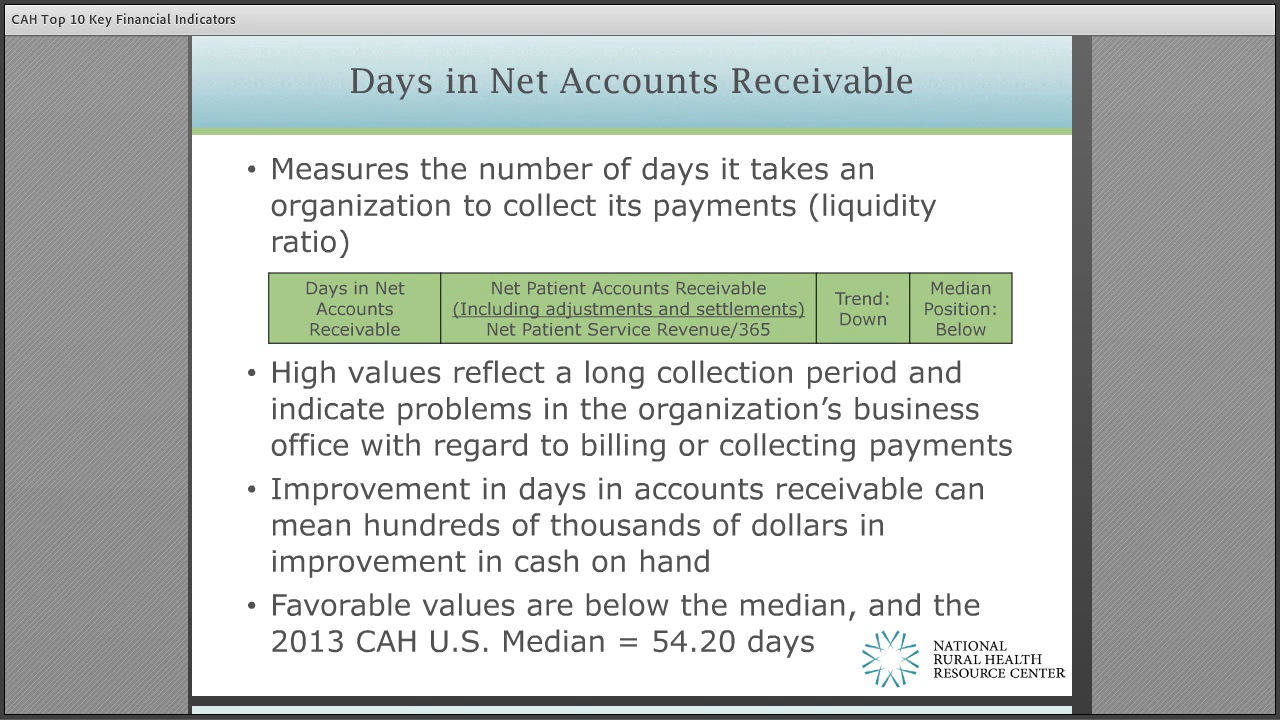 CAH Top 10 Key Financial Indicators
Days in Net Accounts Receivable
• Measures the number of days it takes an
organization to collect its payments (liquidity
ratio)
Days in Net
Accounts
Receivable
Net Patient Accounts Receivable
(Including adjustments and settlements)
Net Patient Service Revenue/365
Trend:
Down
Median
Position:
Below
• High values reflect a long collection period and
indicate problems in the organization’s business
office with regard to billing or collecting payments
• Improvement in days in accounts receivable can
mean hundreds of thousands of dollars in
improvement in cash on hand
• Favorable values are below the median, and the
2013 CAH U.S. Median = 54.20 days
NATIONAL
RURAL HEALTH
RESOURCE CENTER